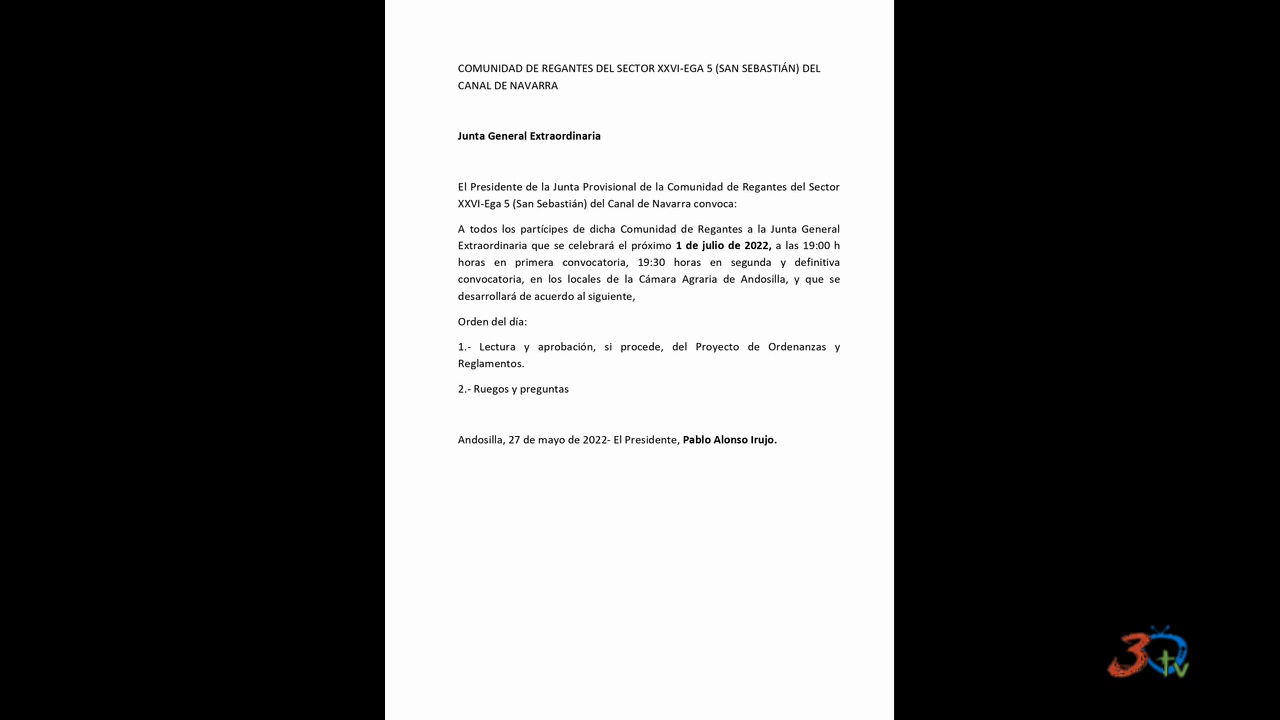 COMUNIDAD DE REGANTES DEL SECTOR XXVI-EGA 5 (SAN SEBASTIÁN) DEL
CANAL DE NAVARRA
Junta General Extraordinaria
El Presidente de la Junta Provisional de la Comunidad de Regantes del Sector
XXVI-Ega 5 (San Sebastián) del Canal de Navarra convoca:
A todos los partícipes de dicha Comunidad de Regantes a la Junta General
Extraordinaria que se celebrará el próximo 1 de julio de 2022, a las 19:00 h
horas en primera convocatoria, 19:30 horas en segunda y definitiva
convocatoria, en los locales de la Cámara Agraria de Andosilla, y que se
desarrollará de acuerdo al siguiente,
Orden del día:
1.- Lectura y aprobación, si procede, del Proyecto de Ordenanzas y
Reglamentos.
2.- Ruegos y preguntas
Andosilla, 27 de mayo de 2022- El Presidente, Pablo Alonso Irujo.
3 tv